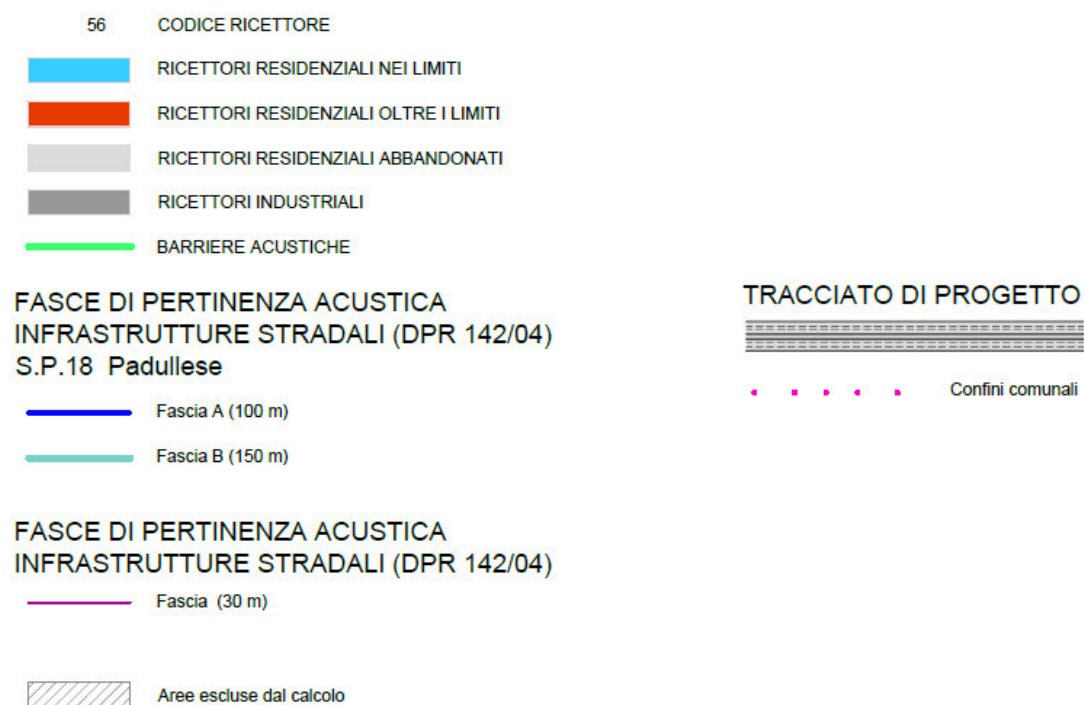 56 CODICE RICETTORE
RICETTORI RESIDENZIALI NEI LIMITI
RICETTORI RESIDENZIALI OLTRE I LIMITI
RICETTORI RESIDENZIALI ABBANDONATI
RICETTORI INDUSTRIALI
BARRIERE ACUSTICHE
FASCE DI PERTINENZA ACUSTICA
INFRASTRUTTURE STRADALI (DPR 142/04)
S.P.18 Padullese
Fascia A (100 m)
Fascia B (150 m)
FASCE DI PERTINENZA ACUSTICA
INFRASTRUTTURE STRADALI (DPR 142/04)
Fascia (30 m)
Aree escluse dal calcolo
TRACCIATO DI PROGETTO
Confini comunali